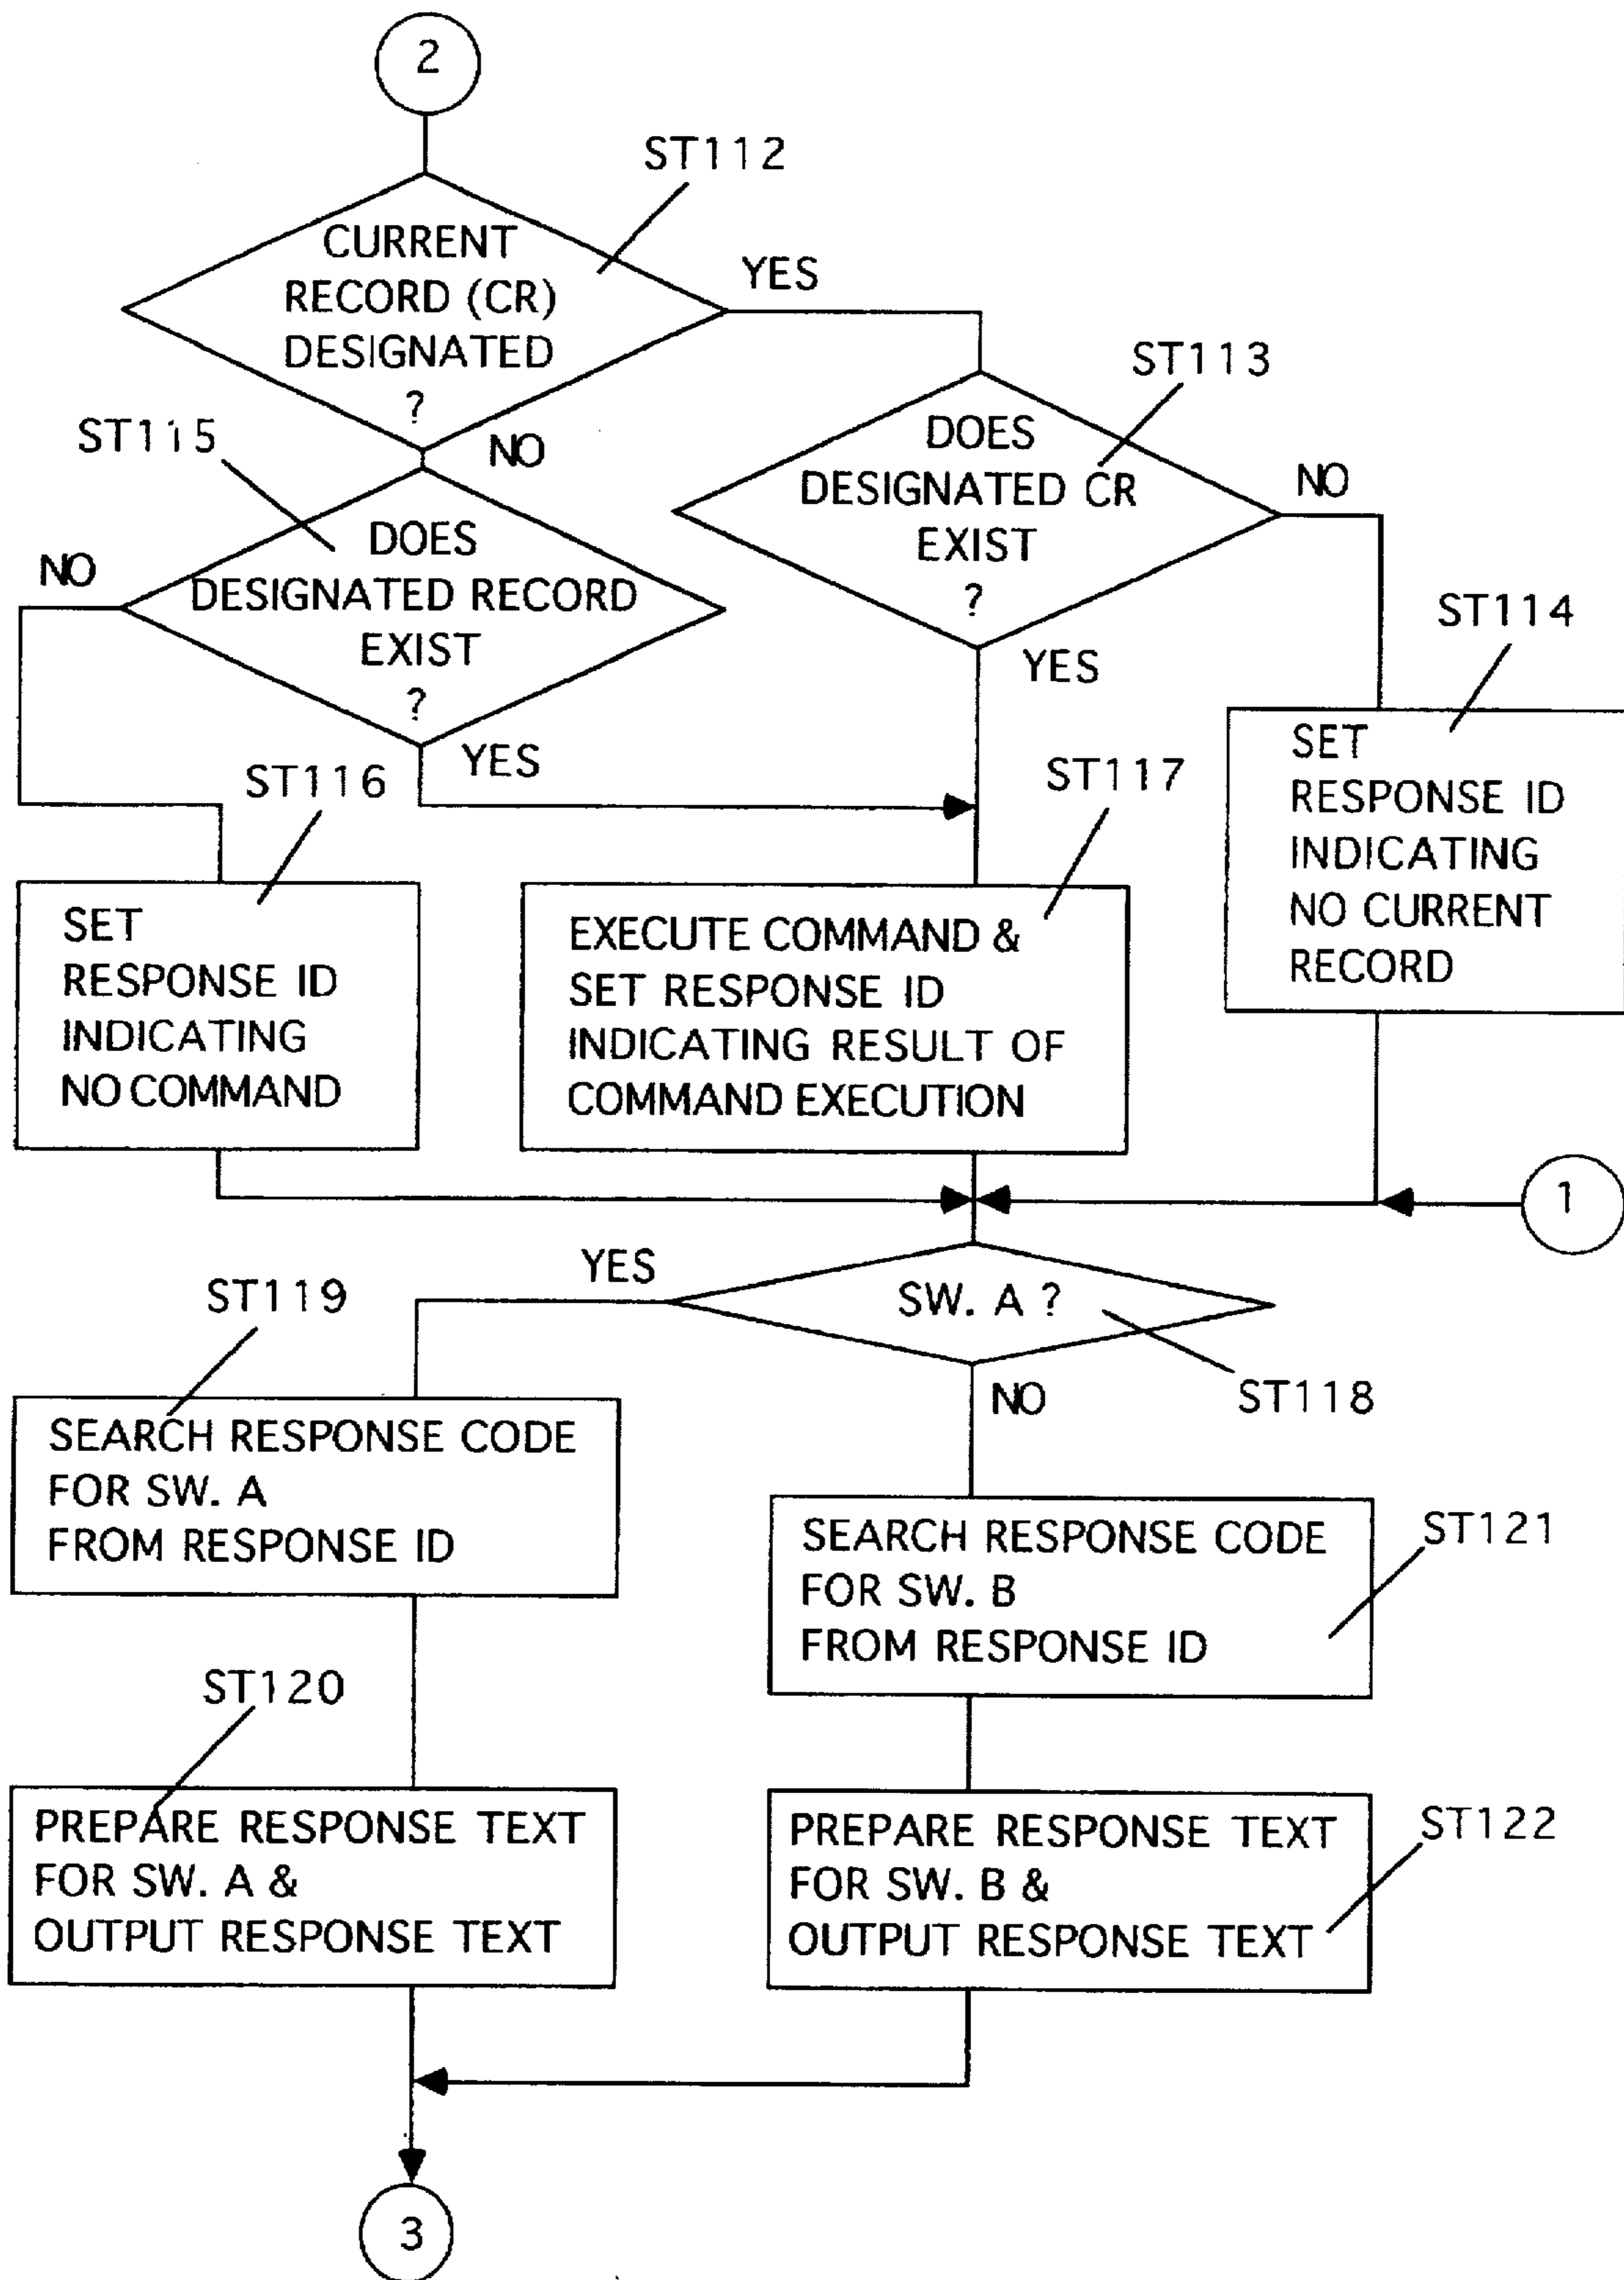 2
ST112
CURRENT
RECORD (CR)
DESIGNATED
?
YES
NO
ST113
DOES
DESIGNATED CR
EXIST
?
NO
YES
ST115
DOES
DESIGNATED RECORD
EXIST
?
NO
YES
ST114
SET
RESPONSE ID
INDICATING
NO CURRENT
RECORD
ST116
SET
RESPONSE ID
INDICATING
NO COMMAND
ST117
EXECUTE COMMAND &
SET RESPONSE ID
INDICATING RESULT OF
COMMAND EXECUTION
1
YES
SW. A ?
NO
ST118
ST119
SEARCH RESPONSE CODE
FOR SW. A
FROM RESPONSE ID
SEARCH RESPONSE CODE
FOR SW. B
FROM RESPONSE ID
ST121
ST120
PREPARE RESPONSE TEXT
FOR SW. A &
OUTPUT RESPONSE TEXT
PREPARE RESPONSE TEXT
FOR SW. B &
OUTPUT RESPONSE TEXT
ST122
3